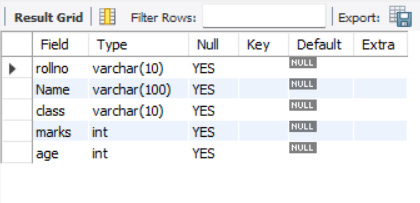 Result Grid Filter Rows: Export:
Field Type Null Key Default Extra
rollno varchar(10) YES NULL
Name varchar(100) YES NULL
class varchar(10) YES NULL
marks int YES NULL
age int YES NULL